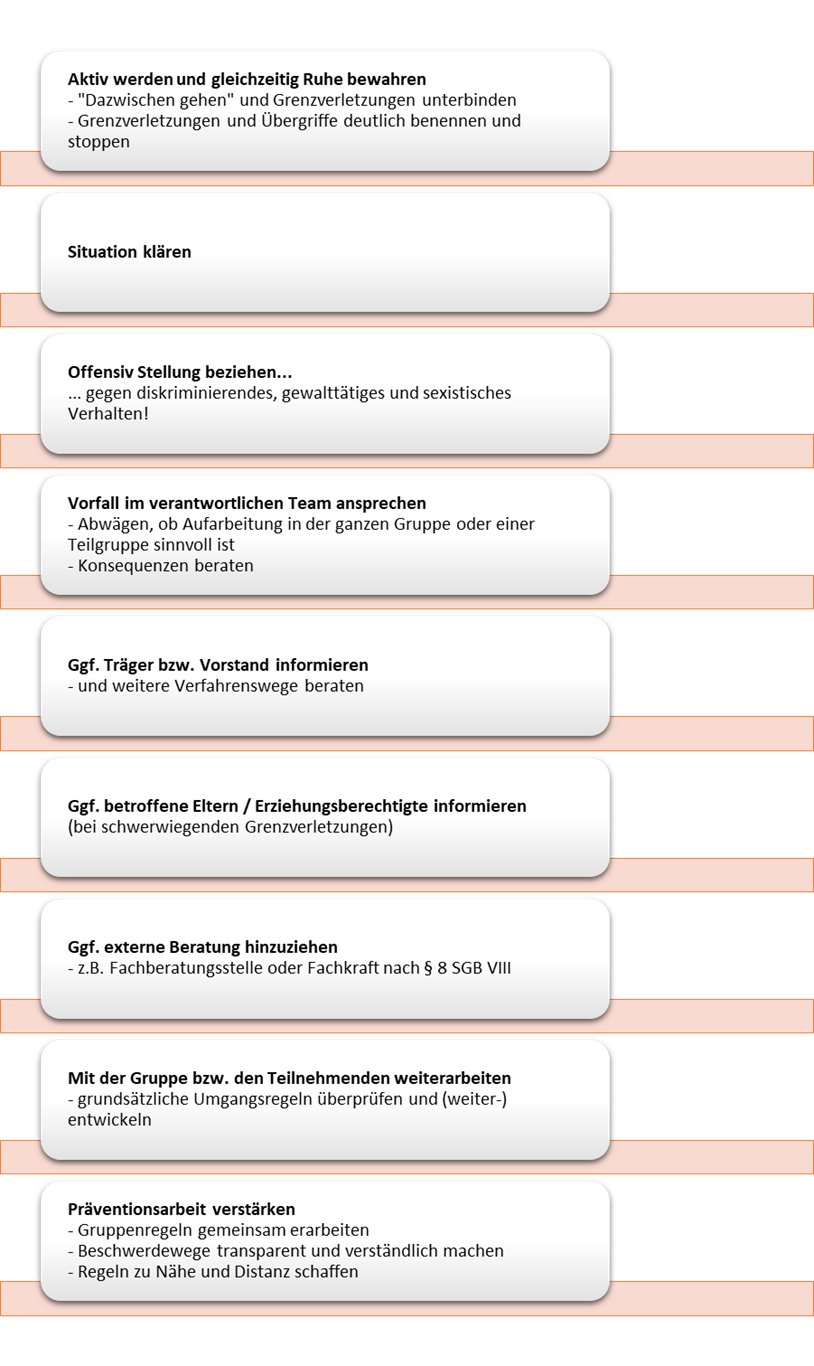 Aktiv werden und gleichzeitig Ruhe bewahren
- "Dazwischen gehen" und Grenzverletzungen unterbinden
- Grenzverletzungen und Übergriffe deutlich benennen und
stoppen
Situation klären
Offensiv Stellung beziehen...
... gegen diskriminierendes, gewalttätiges und sexistisches
Verhalten!
Vorfall im verantwortlichen Team ansprechen
- Abwägen, ob Aufarbeitung in der ganzen Gruppe oder einer
Teilgruppe sinnvoll ist
- Konsequenzen beraten
Ggf. Träger bzw. Vorstand informieren
- und weitere Verfahrenswege beraten
Ggf. betroffene Eltern / Erziehungsberechtigte informieren
(bei schwerwiegenden Grenzverletzungen)
Ggf. externe Beratung hinzuziehen
- z.B. Fachberatungsstelle oder Fachkraft nach § 8 SGB VIII
Mit der Gruppe bzw. den Teilnehmenden weiterarbeiten
- grundsätzliche Umgangsregeln überprüfen und (weiter-)
entwickeln
Präventionsarbeit verstärken
- Gruppenregeln gemeinsam erarbeiten
- Beschwerdewege transparent und verständlich machen
- Regeln zu Nähe und Distanz schaffen